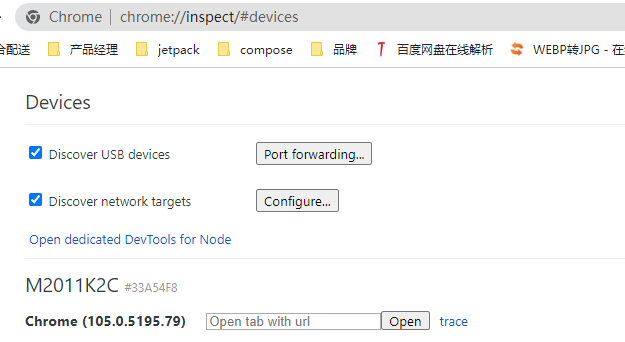 Chrome | chrome://inspect/#devices
合配送 产品经理 jetpack compose 品牌 百度网盘在线解析 WEBP转JPG - 在
Devices
Discover USB devices Port forwarding...
Discover network targets Configure...
Open dedicated DevTools for Node
M2011K2C #33A54F8
Chrome (105.0.5195.79) Open tab with url Open trace